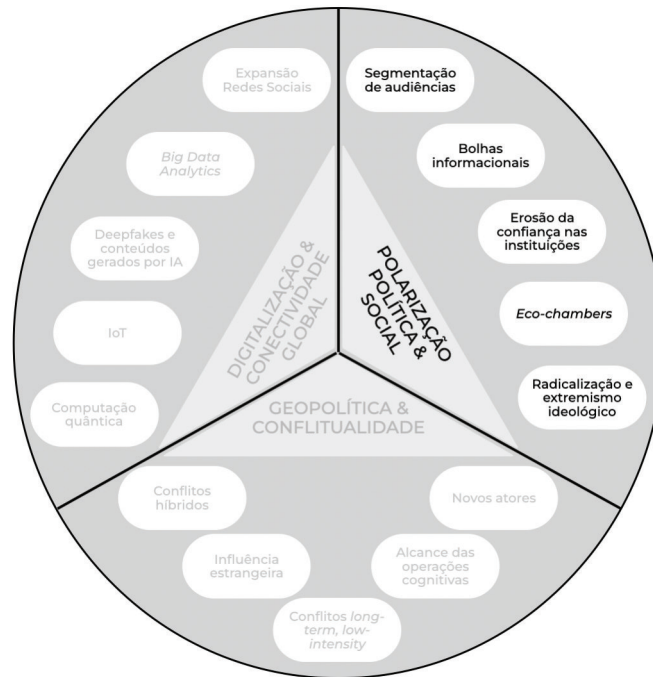 Expansão
Redes Sociais
Big Data
Analytics
Deepfakes e
conteúdos
gerados por IA
IoT
Computação
quântica
DIGITALIZAÇÃO &
CONECTIVIDADE
GLOBAL
Segmentação
de audiências
Bolhas
informacionais
Erosão da
confiança nas
instituições
Eco-chambers
Radicalização e
extremismo
ideológico
POLARIZAÇÃO
POLÍTICA &
SOCIAL
GEOPOLÍTICA &
CONFLITUALIDADE
Conflitos
híbridos
Influência
estrangeira
Conflitos long-
term, low-
intensity
Alcance das
operações
cognitivas
Novos atores